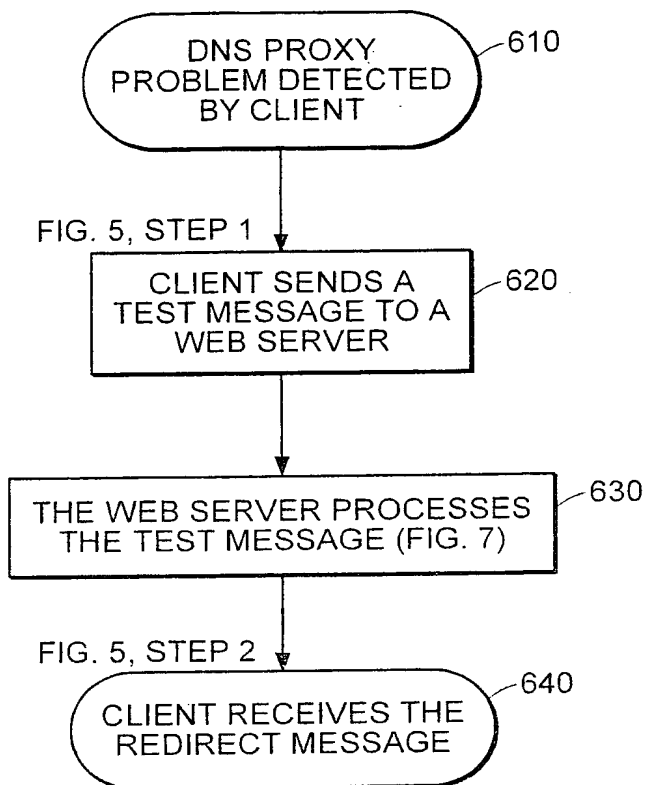 DNS PROXY
PROBLEM DETECTED
BY CLIENT
610
FIG. 5, STEP 1
CLIENT SENDS A
TEST MESSAGE TO A
WEB SERVER
620
THE WEB SERVER PROCESSES
THE TEST MESSAGE (FIG. 7)
630
FIG. 5, STEP 2
CLIENT RECEIVES THE
REDIRECT MESSAGE
640